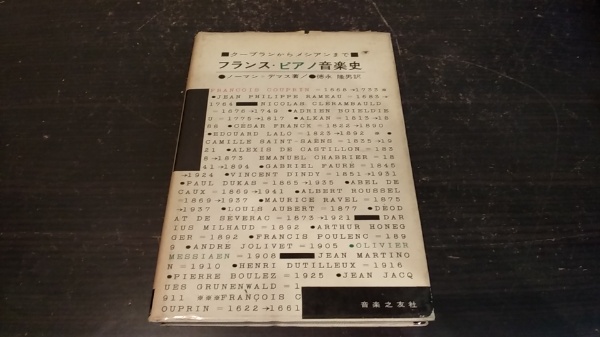 ■クープランからメシアンまで■
フランス・ピアノ音楽史
●ノーマン・デマス著/●徳永 隆男訳
FRANCOIS COUPRIN=1668→1733※
●JEAN PHILIPPE RAMEAU=1683→
1764 NICOLAS CLERAMBAULD
=1676→1749 ●ADRIEN BOIELDIE
U=1775→1817 ●ALKAN=1813→18
88 ●CESAR FRANCK=1822→1890
●EDOUARD LALO=1823→1892 ※●
CAMILLE SAINT-SAËNS=1835→19
21 ●ALEXIS DE CASTILLON=183
8→1873 EMANUEL CHABRIER=18
41→1894 ●GABRIEL FAURE=1845
→1924 ●VINCENT DINDY=1851→1931
●PAUL DUKAS=1865→1935 ●ABEL DE
CAUX=1869→1941 ●ALBERT ROUSSEL
=1869→1937 ●MAURICE RAVEL=1875
→1937 ●LOUIS AUBERT=1877 ●DÉOD
AT DE SEVERAC=1873→1921 DAR
IUS MILHAUD=1892 ●ARTHUR HONEG
GER=1892 ●FRANCIS POULENC=189
9 ●ANDRE JOLIVET=1905 ●OLIVIER
MESSIAEN=1908 JEAN MARTINO
N=1910 ●HENRI DUTILLEUX=1916
●PIERRE BOULEZ=1925 ●JEAN JACQ
UES GRUNENWALD=1
911 ※※※FRANÇOIS C
OUPRIN=1622→1661
音楽之友社